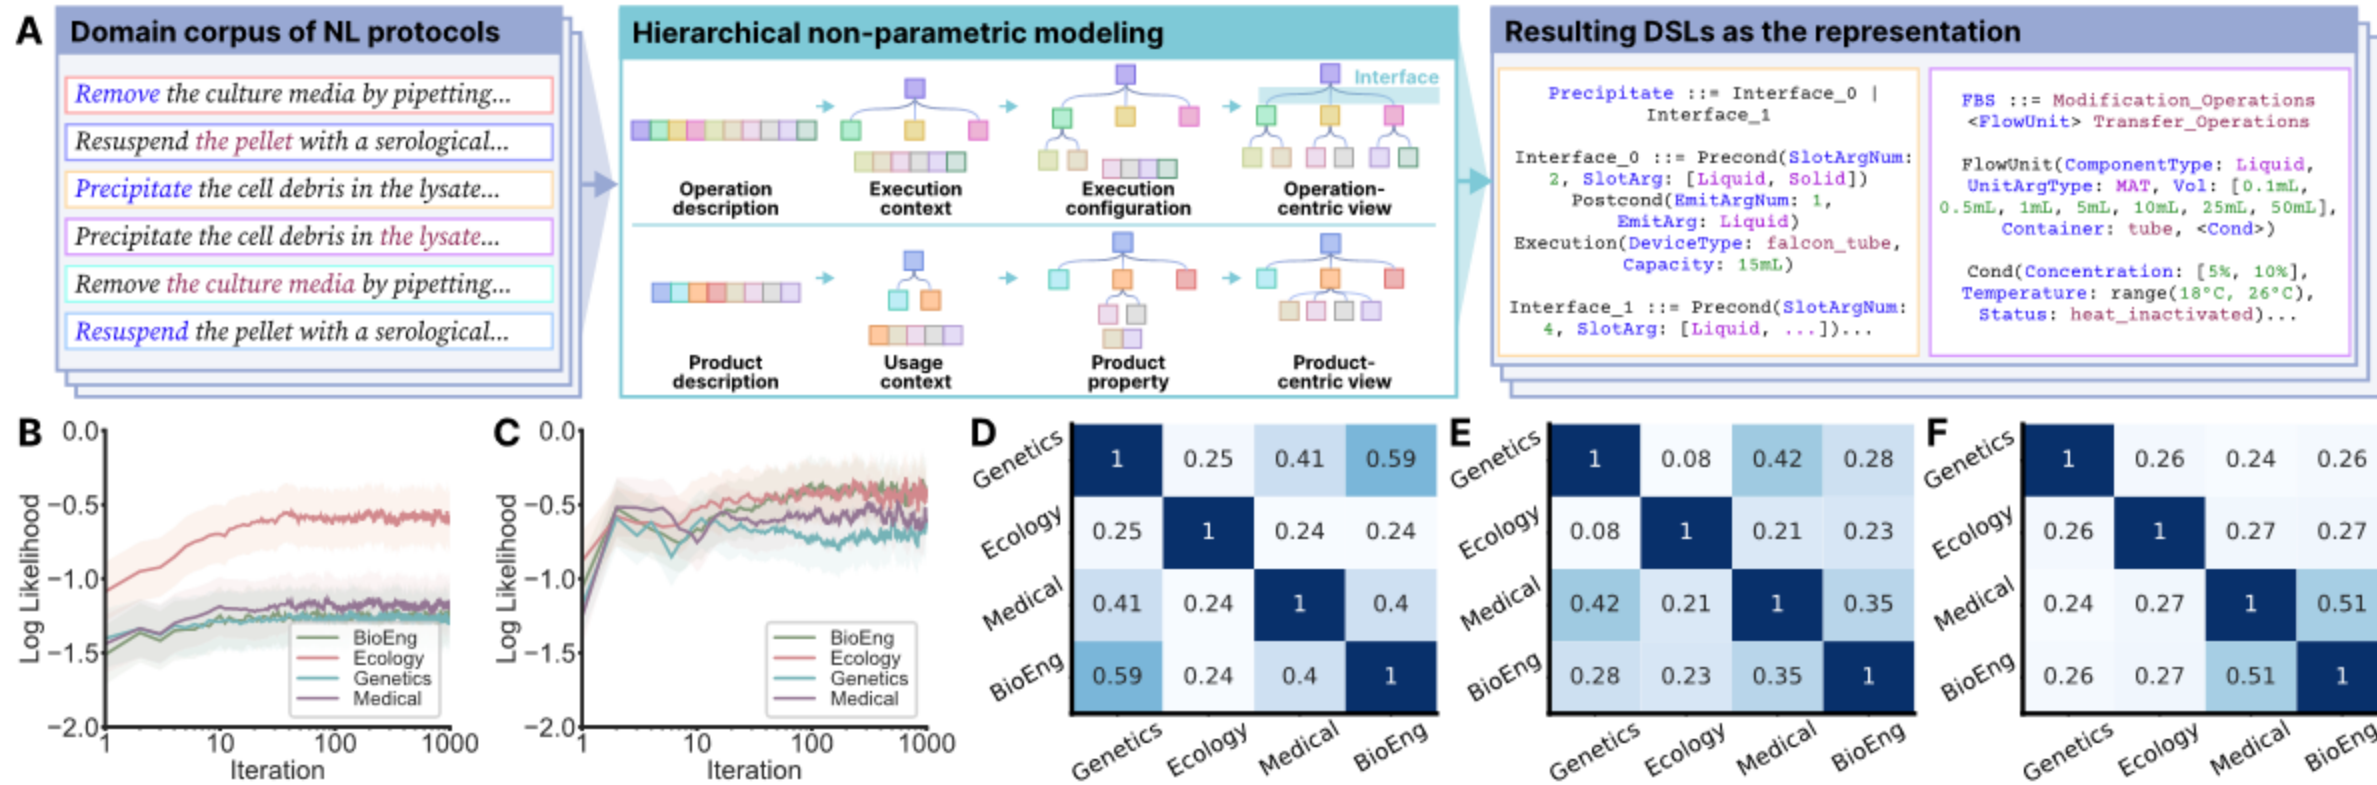 A
Domain corpus of NL protocols
Remove the culture media by pipetting...
Resuspend the pellet with a serological...
Precipitate the cell debris in the lysate...
Precipitate the cell debris in the lysate...
Remove the culture media by pipetting...
Resuspend the pellet with a serological...
Hierarchical non-parametric modeling
Interface
Operation description
Execution context
Execution configuration
Operation-centric view
Product description
Usage context
Product property
Product-centric view
Resulting DSLs as the representation
Precipitate ::= Interface_0 |
Interface_1
Interface_0 ::= Precond(SlotArgNum:
2, SlotArg: [Liquid, Solid])
Postcond(EmitArgNum: 1,
EmitArg: Liquid)
Execution(DeviceType: falcon_tube,
Capacity: 15mL)
Interface_1 ::= Precond(SlotArgNum:
4, SlotArg: [Liquid, ...])...
FBS ::= Modification_Operations
<FlowUnit> Transfer_Operations
FlowUnit(ComponentType: Liquid,
UnitArgType: MAT, Vol: [0.1mL,
0.5mL, 1mL, 5mL, 10mL, 25mL, 50mL],
Container: tube, <Cond>)
Cond(Concentration: [5%, 10%],
Temperature: range(18°C, 26°C),
Status: heat_inactivated)...
B
Log Likelihood
0.0
−0.5
−1.0
−1.5
−2.0
BioEng
Ecology
Genetics
Medical
1 10 100 1000
Iteration
C
Log Likelihood
0.0
−0.5
−1.0
−1.5
−2.0
BioEng
Ecology
Genetics
Medical
1 10 100 1000
Iteration
D
Genetics 1 0.25 0.41 0.59
Ecology 0.25 1 0.24 0.24
Medical 0.41 0.24 1 0.4
BioEng 0.59 0.24 0.4 1
Genetics Ecology Medical BioEng
E
Genetics 1 0.08 0.42 0.28
Ecology 0.08 1 0.21 0.23
Medical 0.42 0.21 1 0.35
BioEng 0.28 0.23 0.35 1
Genetics Ecology Medical BioEng
F
Genetics 1 0.26 0.24 0.26
Ecology 0.26 1 0.27 0.27
Medical 0.24 0.27 1 0.51
BioEng 0.26 0.27 0.51 1
Genetics Ecology Medical BioEng